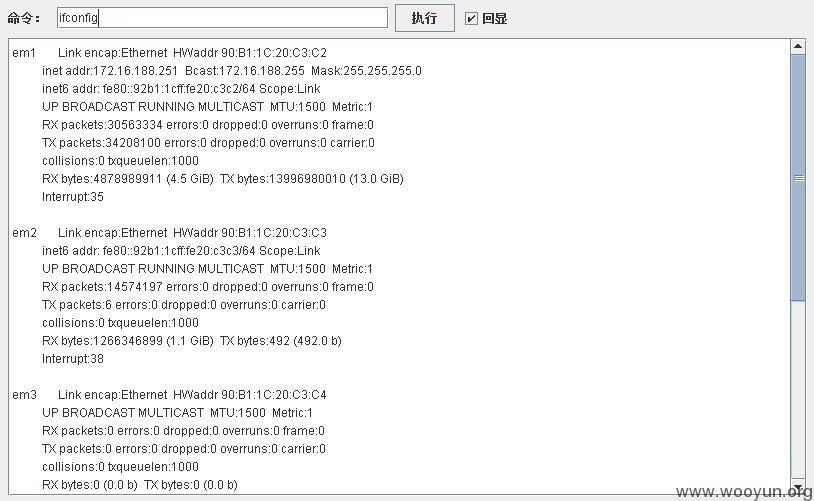 命令： ifconfig 执行 回显
em1 Link encap:Ethernet HWaddr 90:B1:1C:20:C3:C2
inet addr:172.16.188.251 Bcast:172.16.188.255 Mask:255.255.255.0
inet6 addr: fe80::92b1:1cff:fe20:c3c2/64 Scope:Link
UP BROADCAST RUNNING MULTICAST MTU:1500 Metric:1
RX packets:30563334 errors:0 dropped:0 overruns:0 frame:0
TX packets:34208100 errors:0 dropped:0 overruns:0 carrier:0
collisions:0 txqueuelen:1000
RX bytes:4878989911 (4.5 GiB) TX bytes:13996980010 (13.0 GiB)
Interrupt:35
em2 Link encap:Ethernet HWaddr 90:B1:1C:20:C3:C3
inet6 addr: fe80::92b1:1cff:fe20:c3c3/64 Scope:Link
UP BROADCAST RUNNING MULTICAST MTU:1500 Metric:1
RX packets:14574197 errors:0 dropped:0 overruns:0 frame:0
TX packets:6 errors:0 dropped:0 overruns:0 carrier:0
collisions:0 txqueuelen:1000
RX bytes:1266346899 (1.1 GiB) TX bytes:492 (492.0 b)
Interrupt:38
em3 Link encap:Ethernet HWaddr 90:B1:1C:20:C3:C4
UP BROADCAST MULTICAST MTU:1500 Metric:1
RX packets:0 errors:0 dropped:0 overruns:0 frame:0
TX packets:0 errors:0 dropped:0 overruns:0 carrier:0
collisions:0 txqueuelen:1000
RX bytes:0 (0.0 b) TX bytes:0 (0.0 b)
www.wooyun.org